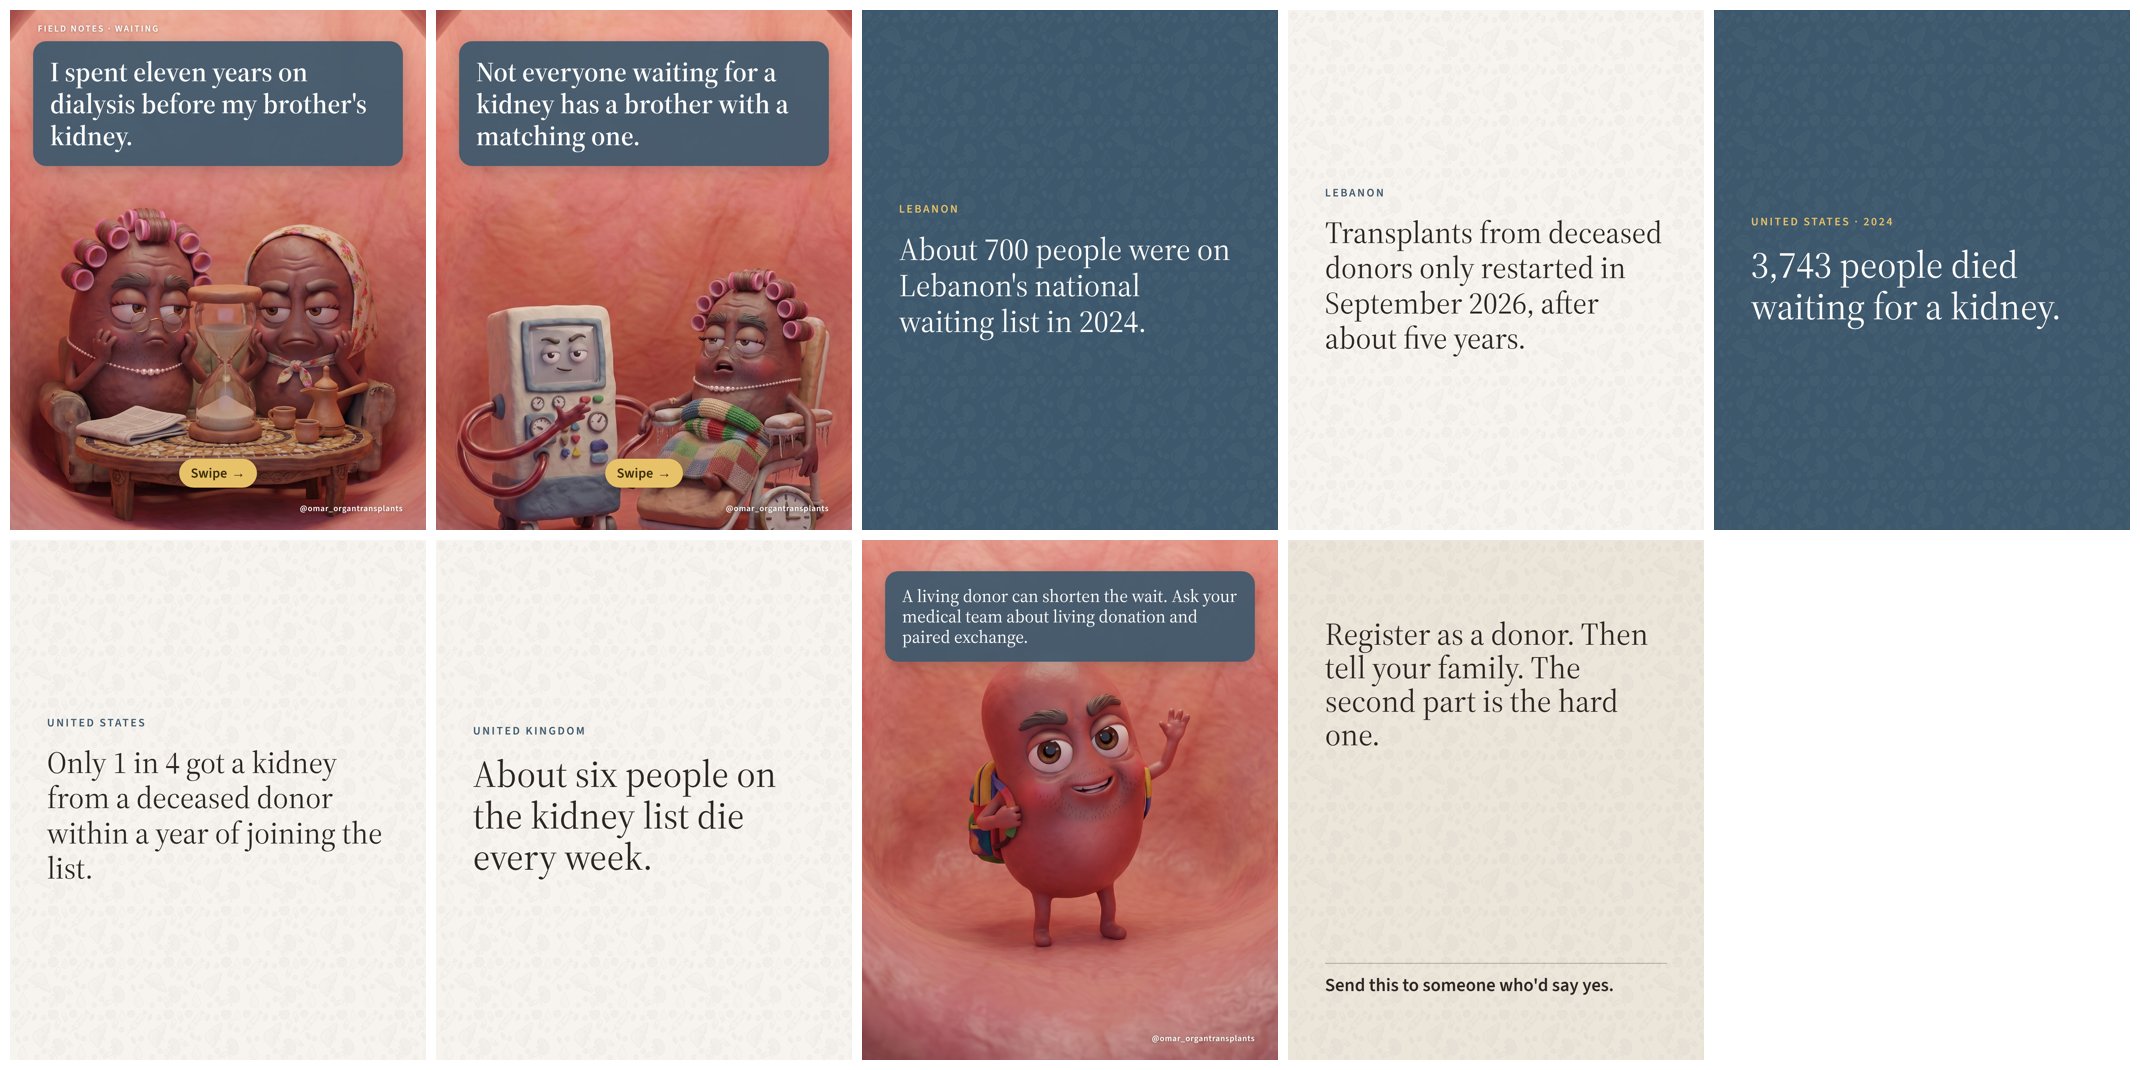 FIELD NOTES · WAITING
I spent eleven years on
dialysis before my brother's
kidney.
Swipe →
@omar_organtransplants
Not everyone waiting for a
kidney has a brother with a
matching one.
Swipe →
@omar_organtransplants
LEBANON
About 700 people were on
Lebanon's national
waiting list in 2024.
LEBANON
Transplants from deceased
donors only restarted in
September 2026, after
about five years.
UNITED STATES · 2024
3,743 people died
waiting for a kidney.
UNITED STATES
Only 1 in 4 got a kidney
from a deceased donor
within a year of joining the
list.
UNITED KINGDOM
About six people on
the kidney list die
every week.
A living donor can shorten the wait. Ask your
medical team about living donation and
paired exchange.
@omar_organtransplants
Register as a donor. Then
tell your family. The
second part is the hard
one.
Send this to someone who'd say yes.